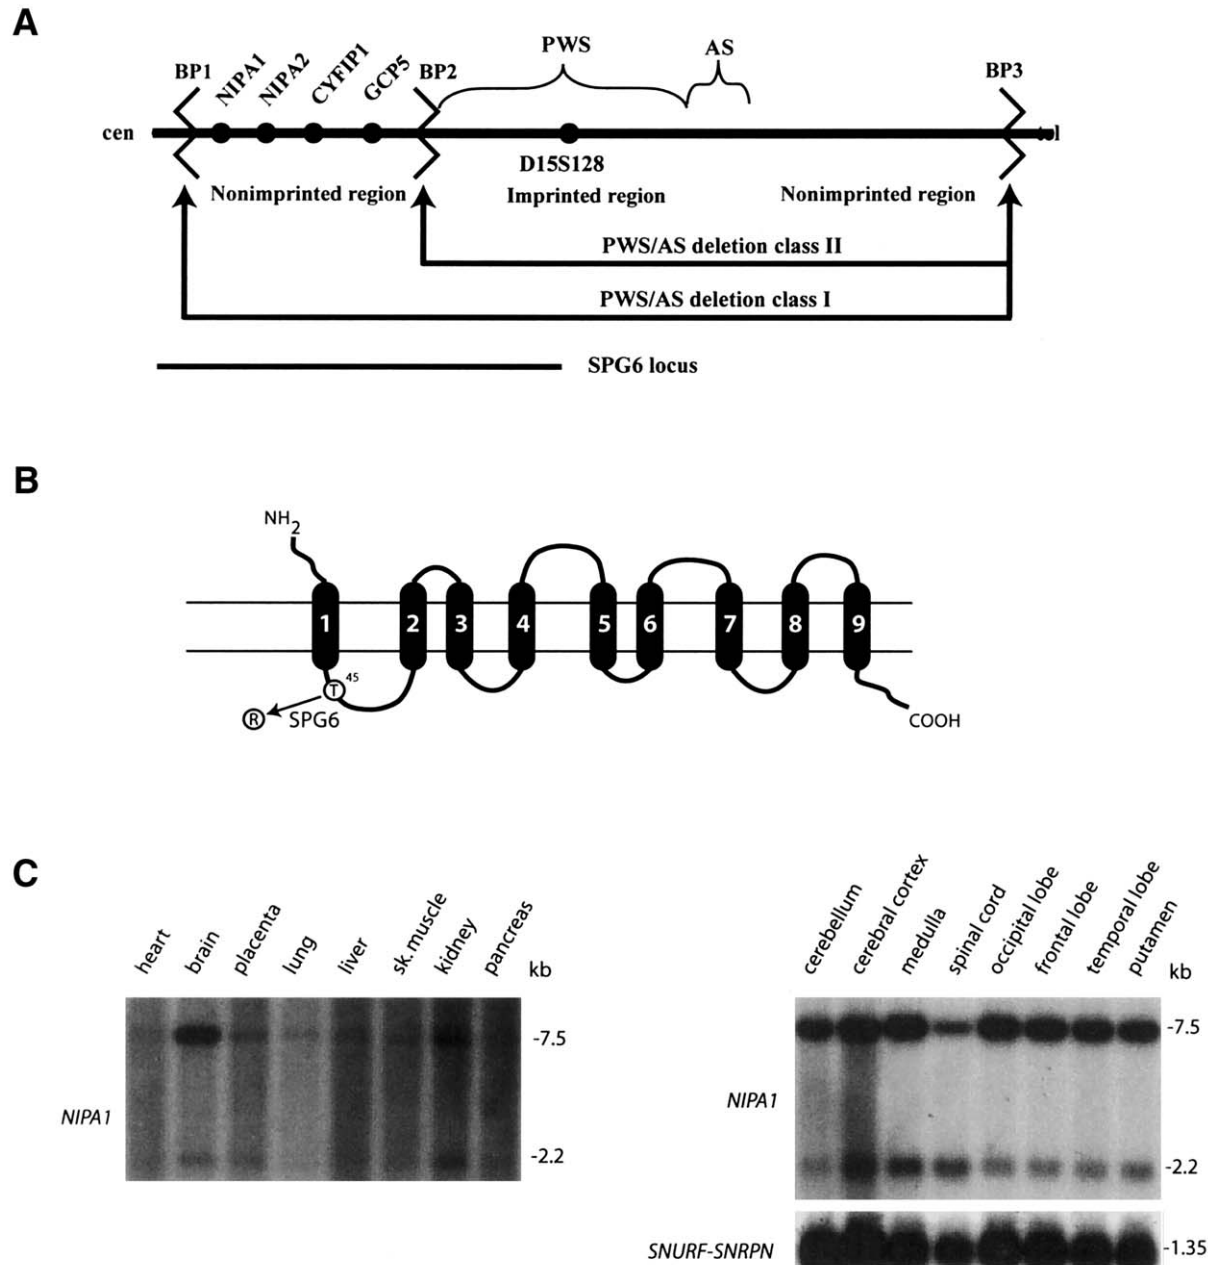 A
BP1
NIPA1
NIPA2
CYFIP1
GCP5
BP2
PWS
AS
BP3
cen
D15S128
Nonimprinted region
Imprinted region
Nonimprinted region
PWS/AS deletion class II
PWS/AS deletion class I
SPG6 locus
B
NH2
1 2 3 4 5 6 7 8 9
T 45
R
SPG6
COOH
C
heart
brain
placenta
lung
liver
sk. muscle
kidney
pancreas
kb
-7.5
NIPA1
-2.2
cerebellum
cerebral cortex
medulla
spinal cord
occipital lobe
frontal lobe
temporal lobe
putamen
kb
-7.5
NIPA1
-2.2
SNURF-SNRPN
-1.35